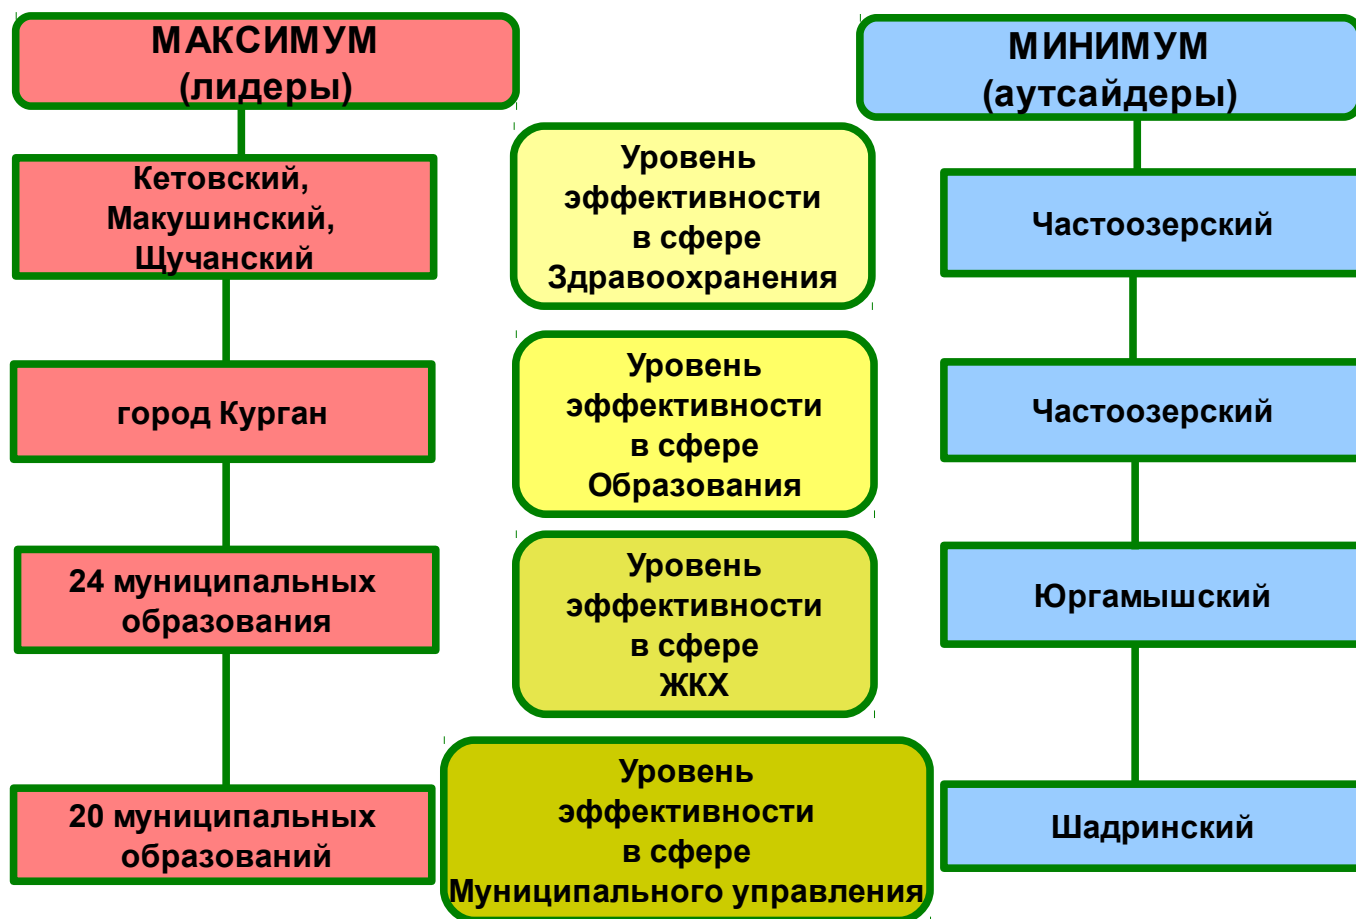 МАКСИМУМ
(лидеры)
МИНИМУМ
(аутсайдеры)
Кетовский,
Макушинский,
Щучанский
Уровень
эффективности
в сфере
Здравоохранения
Частоозерский
город Курган
Уровень
эффективности
в сфере
Образования
Частоозерский
24 муниципальных
образования
Уровень
эффективности
в сфере
ЖКХ
Юргамышский
20 муниципальных
образований
Уровень
эффективности
в сфере
Муниципального управления
Шадринский